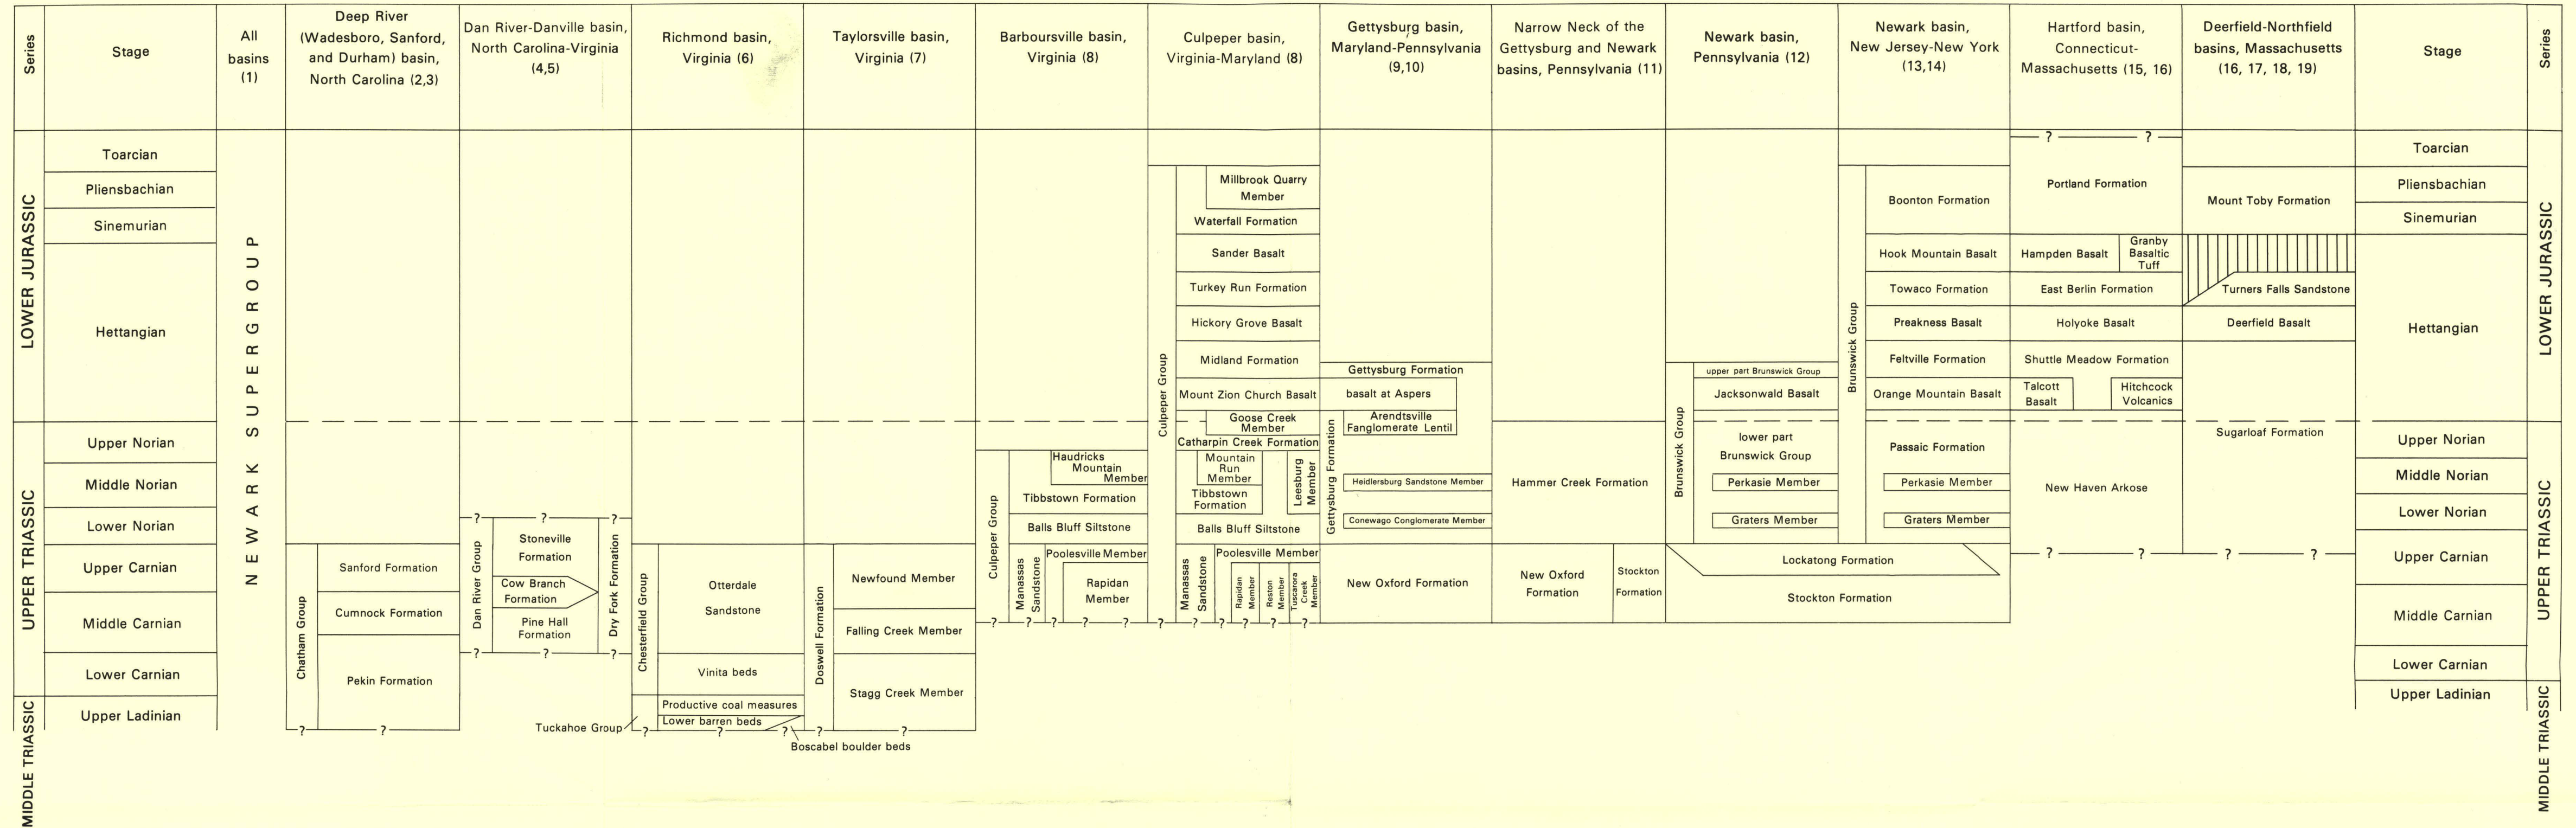 Series
Stage
All
basins
(1)
Deep River
(Wadesboro, Sanford,
and Durham) basin,
North Carolina (2,3)
Dan River-Danville basin,
North Carolina-Virginia
(4,5)
Richmond basin,
Virginia (6)
Taylorsville basin,
Virginia (7)
Barboursville basin,
Virginia (8)
Culpeper basin,
Virginia-Maryland (8)
Gettysburg basin,
Maryland-Pennsylvania
(9,10)
Narrow Neck of the
Gettysburg and Newark
basins, Pennsylvania (11)
Newark basin,
Pennsylvania (12)
Newark basin,
New Jersey-New York
(13,14)
Hartford basin,
Connecticut-
Massachusetts (15, 16)
Deerfield-Northfield
basins, Massachusetts
(16, 17, 18, 19)
Stage
Series
LOWER JURASSIC
UPPER TRIASSIC
MIDDLE TRIASSIC
Toarcian
Pliensbachian
Sinemurian
Hettangian
Upper Norian
Middle Norian
Lower Norian
Upper Carnian
Middle Carnian
Lower Carnian
Upper Ladinian
NEWARK SUPERGROUP
Chatham Group
Sanford Formation
Cumnock Formation
Pekin Formation
? ?
? ? ?
Dan River Group
Stoneville
Formation
Cow Branch
Formation
Pine Hall
Formation
Dry Fork Formation
? ? ?
Chesterfield Group
Otterdale
Sandstone
Vinita beds
Productive coal measures
Lower barren beds
Tuckahoe Group
? ? ?
Boscabel boulder beds
Doswell Formation
Newfound Member
Falling Creek Member
Stagg Creek Member
? ?
Culpeper Group
Haudricks
Mountain
Member
Tibbstown Formation
Balls Bluff Siltstone
Manassas
Sandstone
Poolesville Member
Rapidan
Member
? ? ? ?
Culpeper Group
Millbrook Quarry
Member
Waterfall Formation
Sander Basalt
Turkey Run Formation
Hickory Grove Basalt
Midland Formation
Mount Zion Church Basalt
Goose Creek
Member
Catharpin Creek Formation
Mountain
Run
Member
Leesburg
Member
Tibbstown
Formation
Balls Bluff Siltstone
Manassas
Sandstone
Poolesville Member
Rapidan
Member
Reston
Member
Tuscarora
Creek
Member
? ? ? ? ? ?
Gettysburg Formation
basalt at Aspers
Arendtsville
Fanglomerate Lentil
Gettysburg Formation
Heidlersburg Sandstone Member
Conewago Conglomerate Member
New Oxford Formation
Hammer Creek Formation
New Oxford
Formation
Stockton
Formation
Brunswick Group
upper part Brunswick Group
Jacksonwald Basalt
lower part
Brunswick Group
Perkasie Member
Graters Member
Lockatong Formation
Stockton Formation
Brunswick Group
Boonton Formation
Hook Mountain Basalt
Towaco Formation
Preakness Basalt
Feltville Formation
Orange Mountain Basalt
Passaic Formation
Perkasie Member
Graters Member
? ?
Portland Formation
Hampden Basalt
Granby
Basaltic
Tuff
East Berlin Formation
Holyoke Basalt
Shuttle Meadow Formation
Talcott
Basalt
Hitchcock
Volcanics
New Haven Arkose
? ?
Mount Toby Formation
Turners Falls Sandstone
Deerfield Basalt
Sugarloaf Formation
? ?
Toarcian
Pliensbachian
Sinemurian
Hettangian
Upper Norian
Middle Norian
Lower Norian
Upper Carnian
Middle Carnian
Lower Carnian
Upper Ladinian
LOWER JURASSIC
UPPER TRIASSIC
MIDDLE TRIASSIC